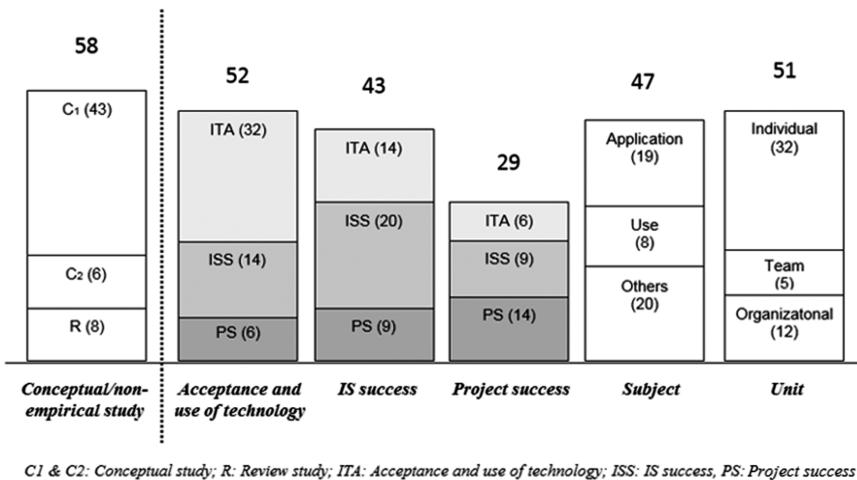 58
52
43
29
47
51
C1 (43)
C2 (6)
R (8)
ITA (32)
ISS (14)
PS (6)
ITA (14)
ISS (20)
PS (9)
ITA (6)
ISS (9)
PS (14)
Application
(19)
Use
(8)
Others
(20)
Individual
(32)
Team
(5)
Organizatonal
(12)
Conceptual/non-
empirical study
Acceptance and
use of technology
IS success
Project success
Subject
Unit
C1 & C2: Conceptual study; R: Review study; ITA: Acceptance and use of technology; ISS: IS success, PS: Project success